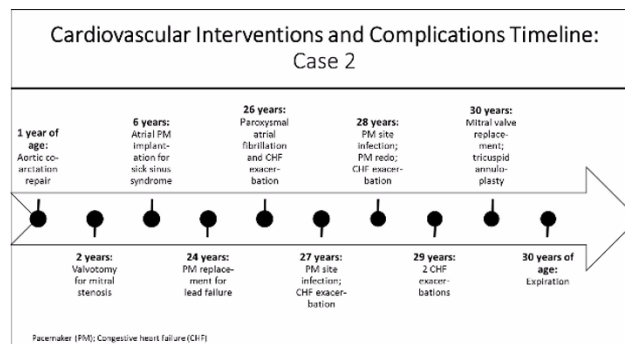 Cardiovascular Interventions and Complications Timeline:
Case 2
1 year of
age:
Aortic co-
arctation
repair
6 years:
Atrial PM
implant-
ation for
sick sinus
syndrome
26 years:
Paroxysmal
atrial
fibrillation
and CHF
exacer-
bation
28 years:
PM site
infection;
PM redo;
CHF exacer-
bation
30 years:
Mitral valve
replace-
ment;
tricuspid
annulo-
plasty
2 years:
Valvotomy
for mitral
stenosis
24 years:
PM replace-
ment for
lead failure
27 years:
PM site
infection;
CHF exacer-
bation
29 years:
2 CHF
exacer-
bations
30 years of
age:
Expiration
Pacemaker (PM); Congestive heart failure (CHF)